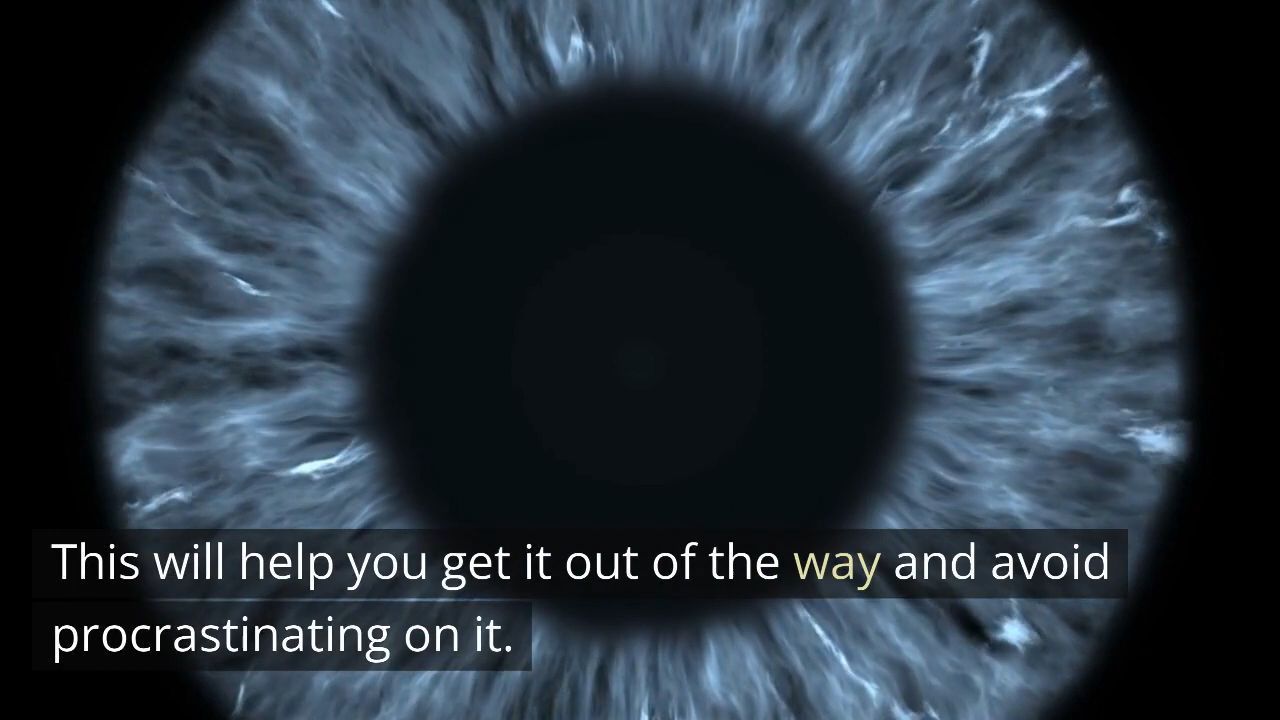 This will help you get it out of the way and avoid
procrastinating on it.